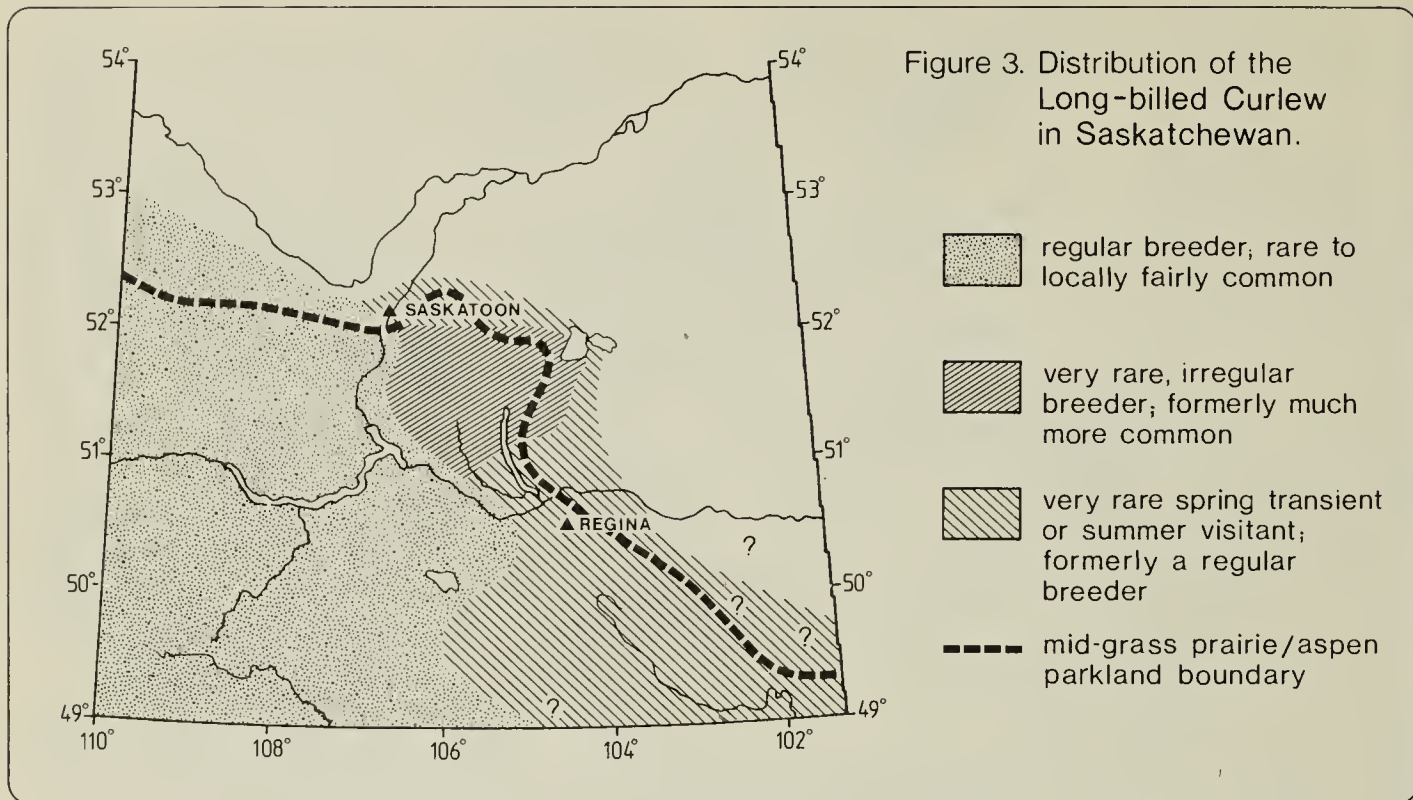 Figure 3. Distribution of the
Long-billed Curlew
in Saskatchewan.
regular breeder; rare to
locally fairly common
very rare, irregular
breeder; formerly much
more common
very rare spring transient
or summer visitant;
formerly a regular
breeder
mid-grass prairie/aspen
parkland boundary
54°
54°
53°
53°
52°
SASKATOON
52°
51°
51°
REGINA
?
50°
50°
?
?
49°
?
49°
110°
108°
106°
104°
102°